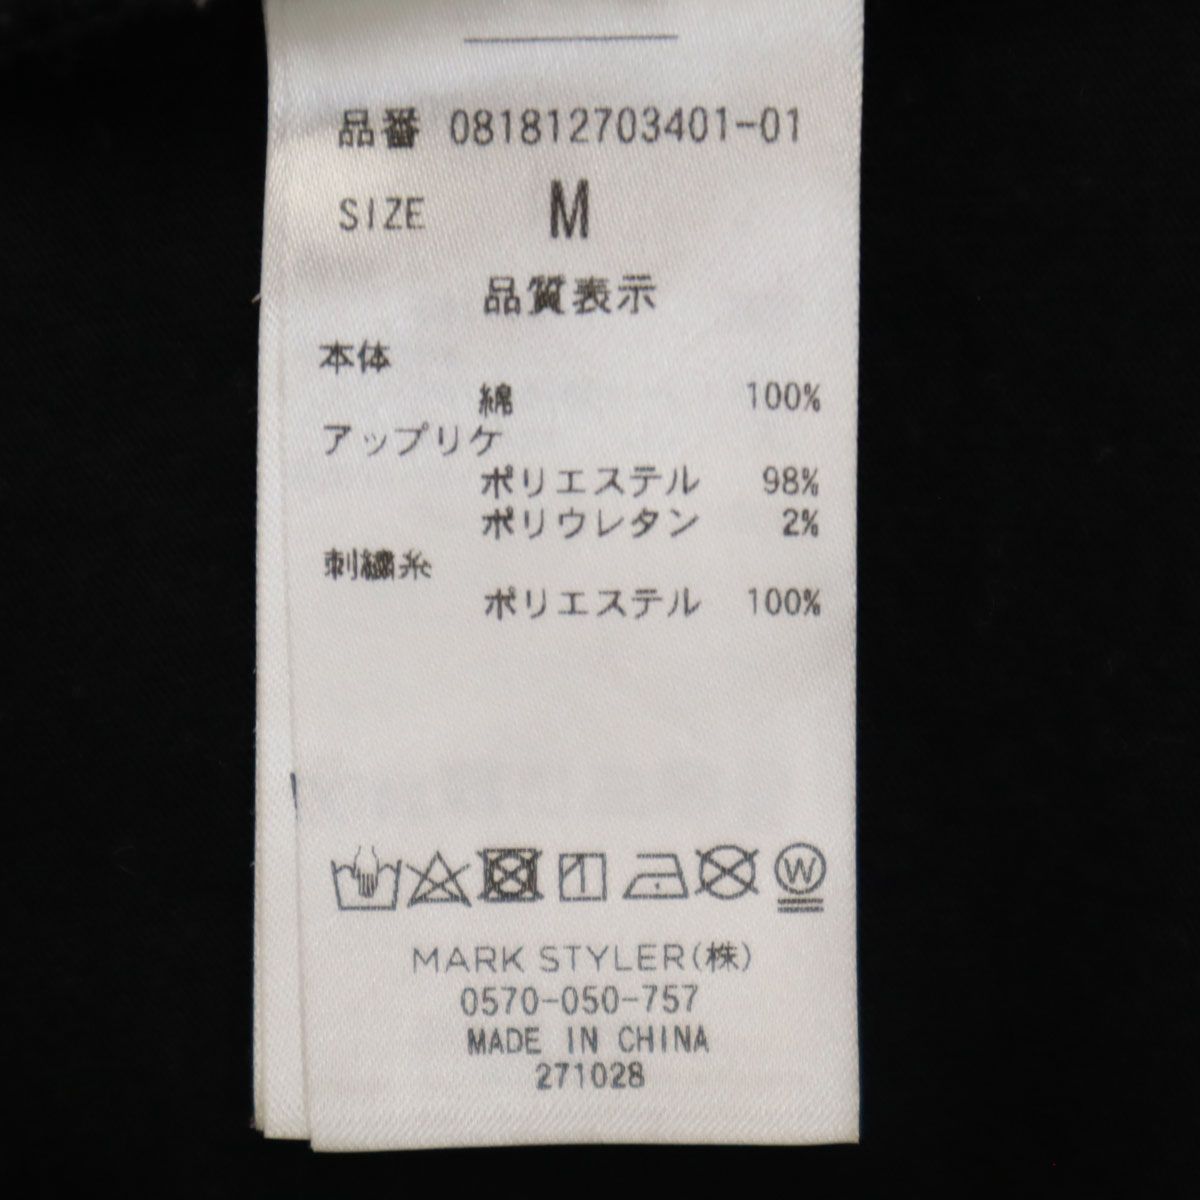 品番 081812703401-01
SIZE M
品質表示
本体
綿 100%
アップリケ
ポリエステル 98%
ポリウレタン 2%
刺繍糸
ポリエステル 100%
W
MARK STYLER(株)
0570-050-757
MADE IN CHINA
271028